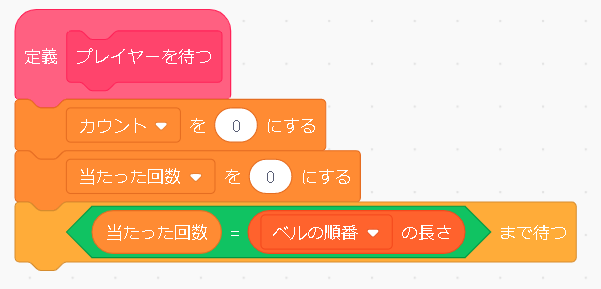 定義 プレイヤーを待つ
カウント を 0 にする
当たった回数 を 0 にする
当たった回数 = ベルの順番 の長さ まで待つ